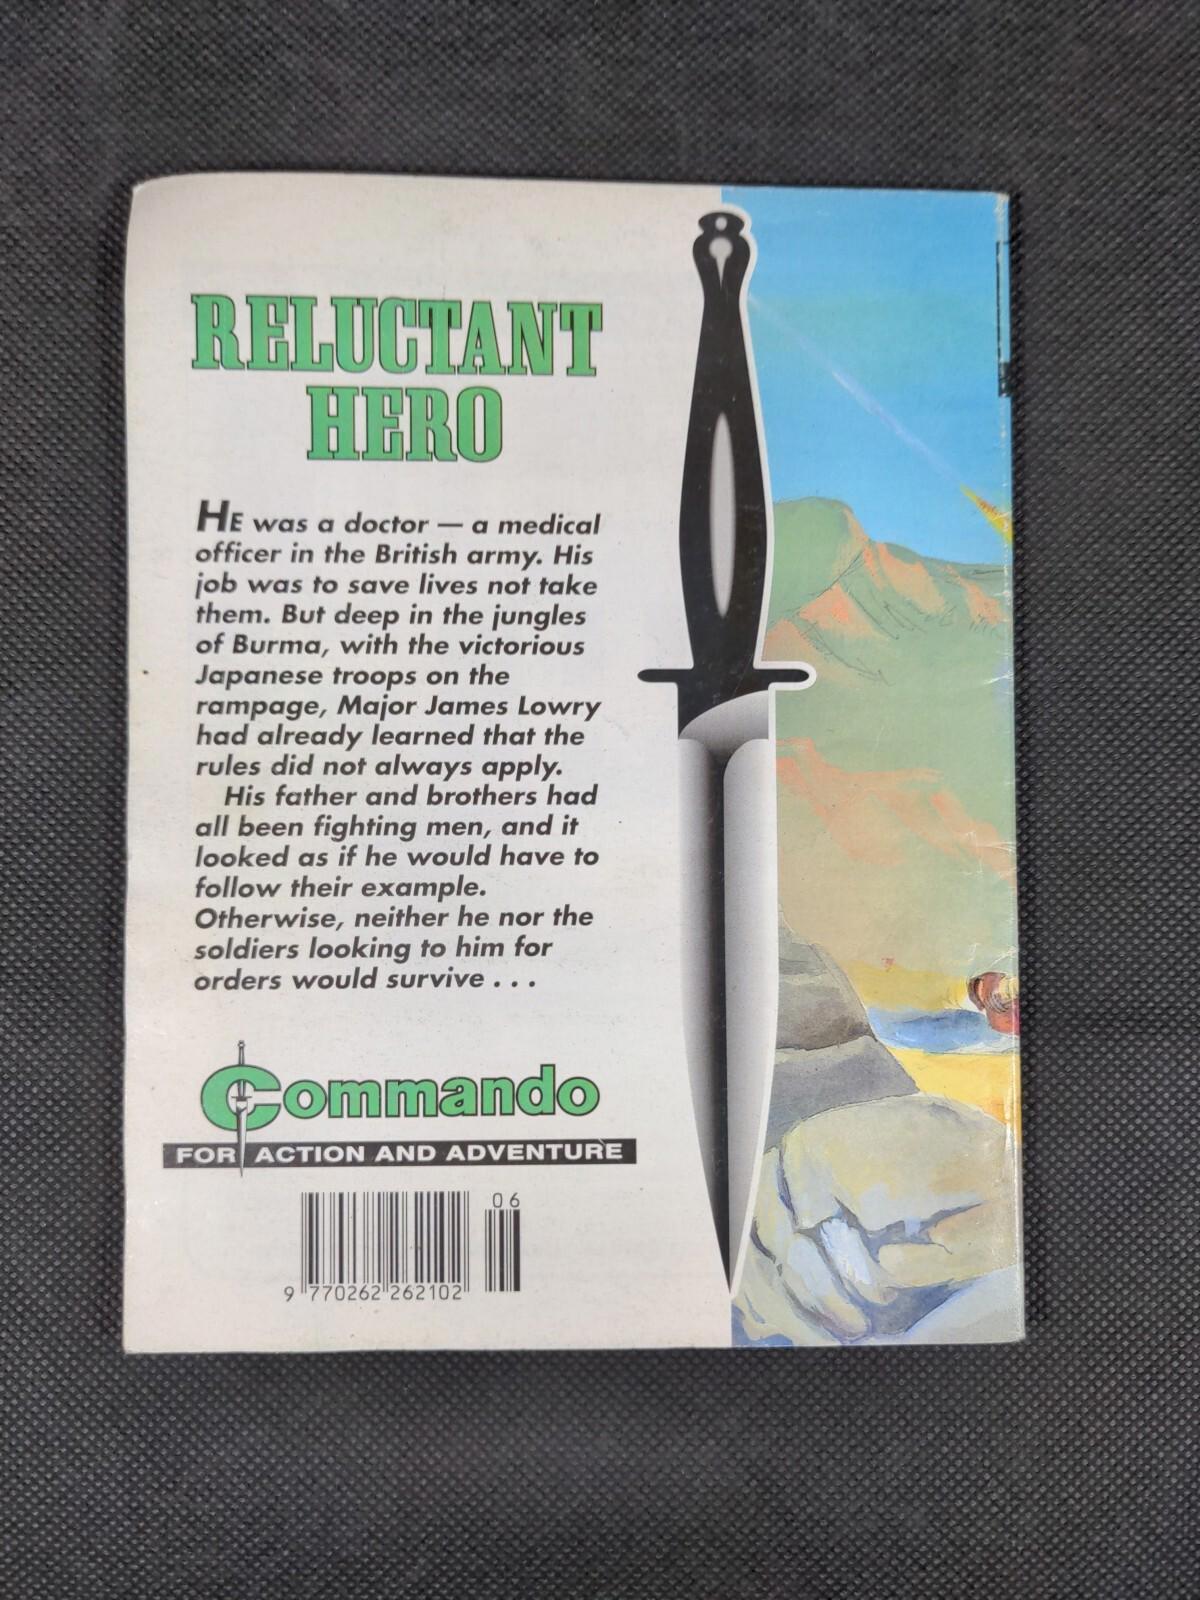 RELUCTANT
HERO
HE was a doctor — a medical
officer in the British army. His
job was to save lives not take
them. But deep in the jungles
of Burma, with the victorious
Japanese troops on the
rampage, Major James Lowry
had already learned that the
rules did not always apply.
His father and brothers had
all been fighting men, and it
looked as if he would have to
follow their example.
Otherwise, neither he nor the
soldiers looking to him for
orders would survive . . .
Commando
FOR ACTION AND ADVENTURE
06
9 770262 262102